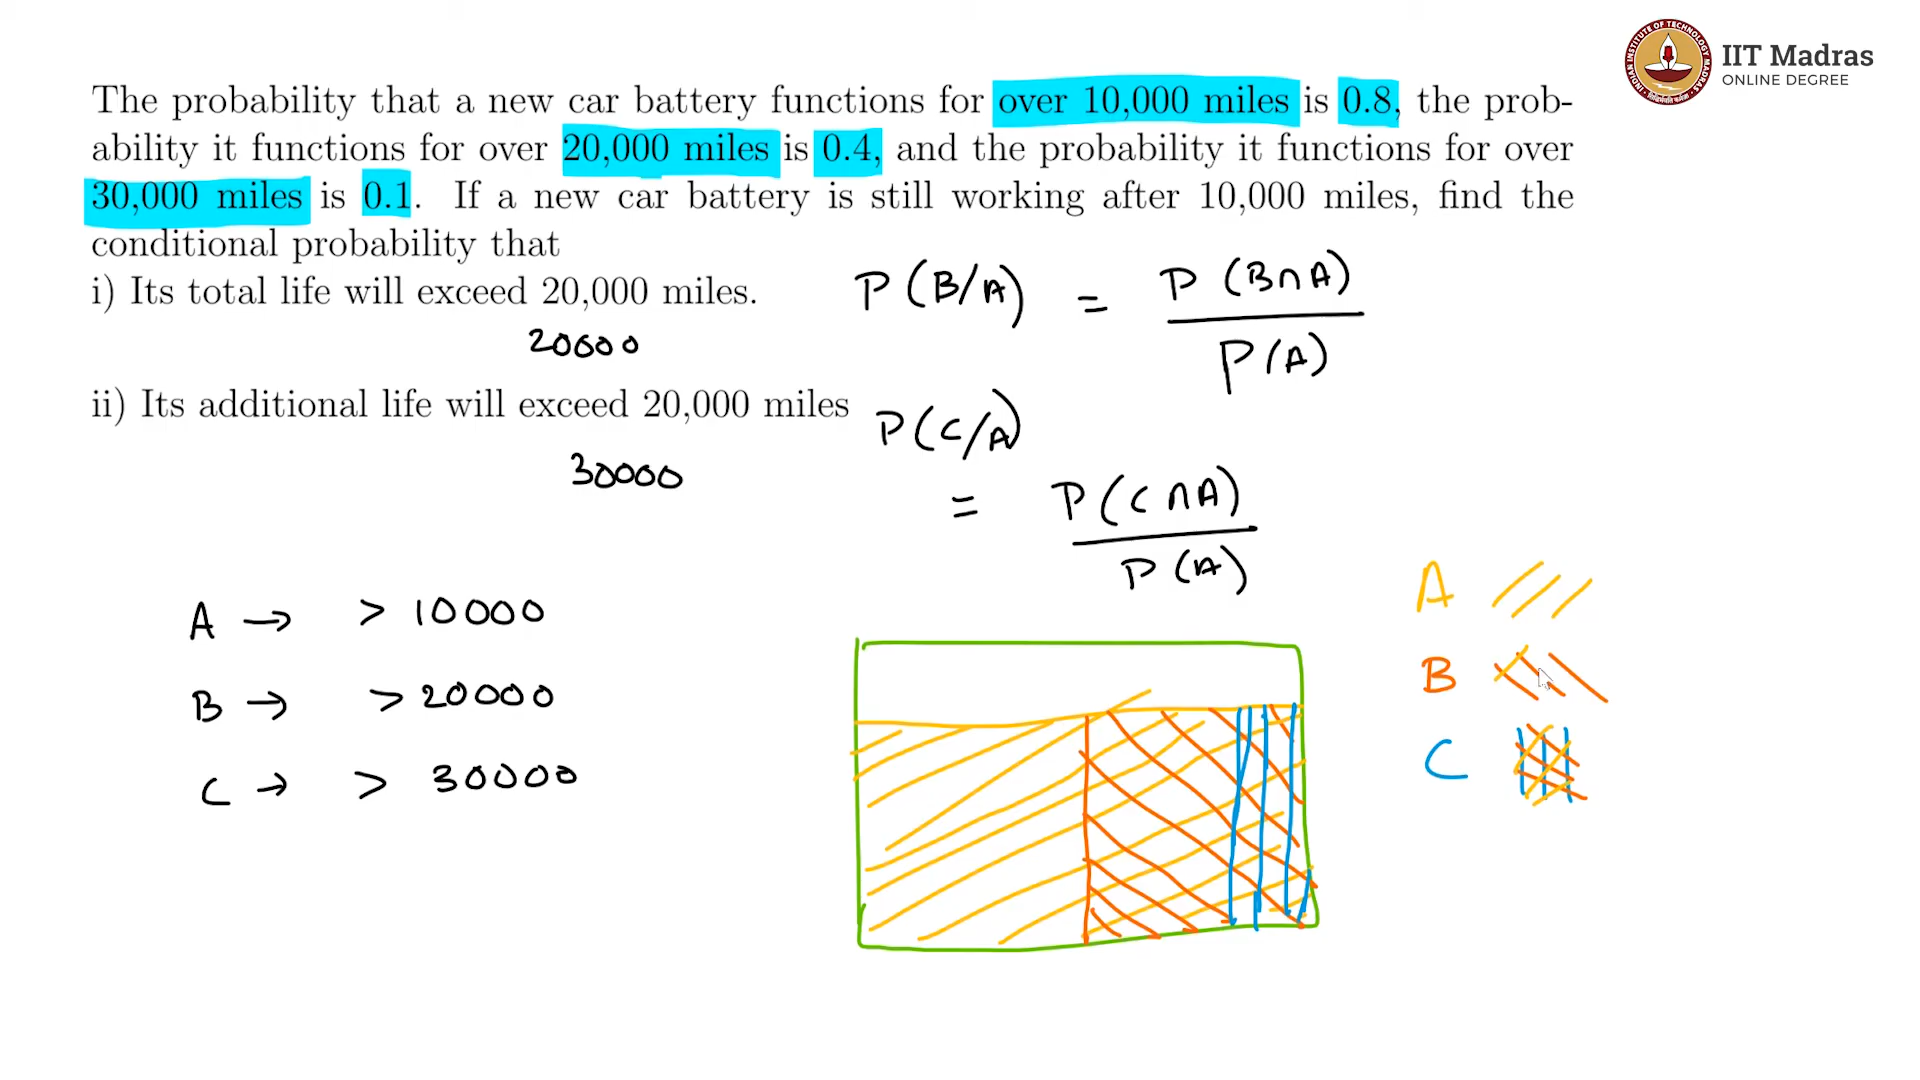 IIT Madras
ONLINE DEGREE
The probability that a new car battery functions for over 10,000 miles is 0.8, the prob-
ability it functions for over 20,000 miles is 0.4, and the probability it functions for over
30,000 miles is 0.1. If a new car battery is still working after 10,000 miles, find the
conditional probability that
i) Its total life will exceed 20,000 miles.
P(B/A) = P(B∩A)
P(A)
20000
ii) Its additional life will exceed 20,000 miles
P(C/A)
30000
= P(C∩A)
P(A)
A → > 10000
B → > 20000
C → > 30000
A
B
C